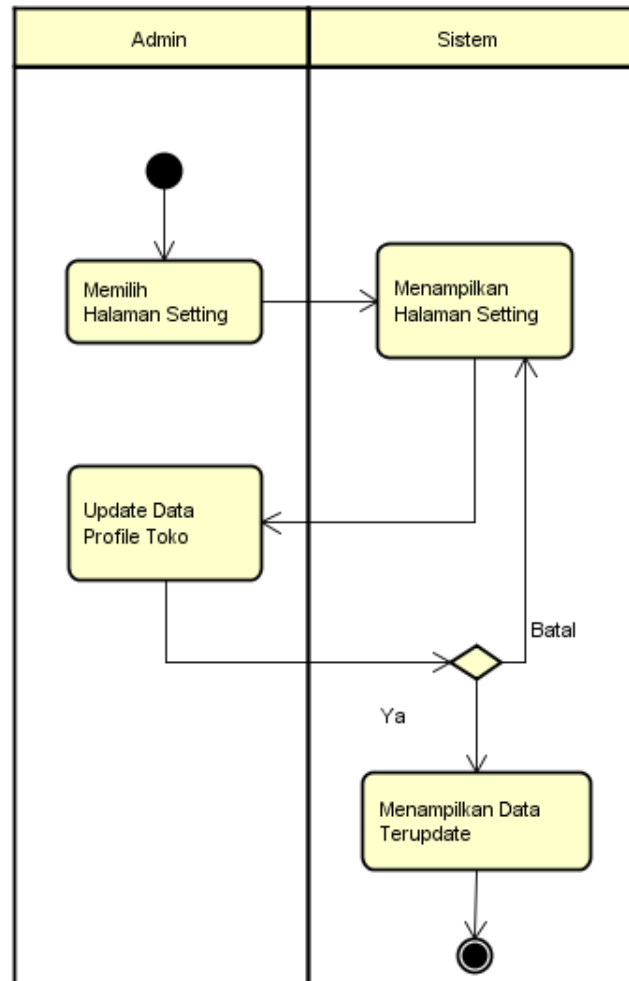 Admin
Sistem
Memilih
Halaman Setting
Menampilkan
Halaman Setting
Update Data
Profile Toko
Batal
Ya
Menampilkan Data
Terupdate